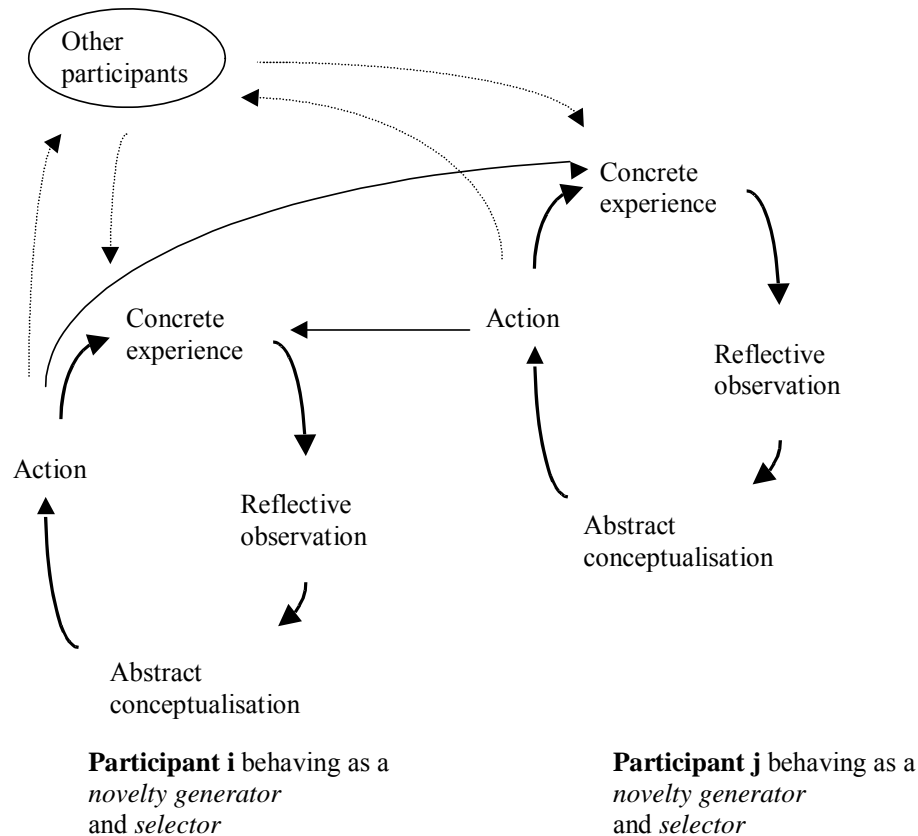 Other
participants
Concrete
experience
Concrete
experience
Action
Reflective
observation
Action
Reflective
observation
Abstract
conceptualisation
Abstract
conceptualisation
Participant i behaving as a
novelty generator
and selector
Participant j behaving as a
novelty generator
and selector